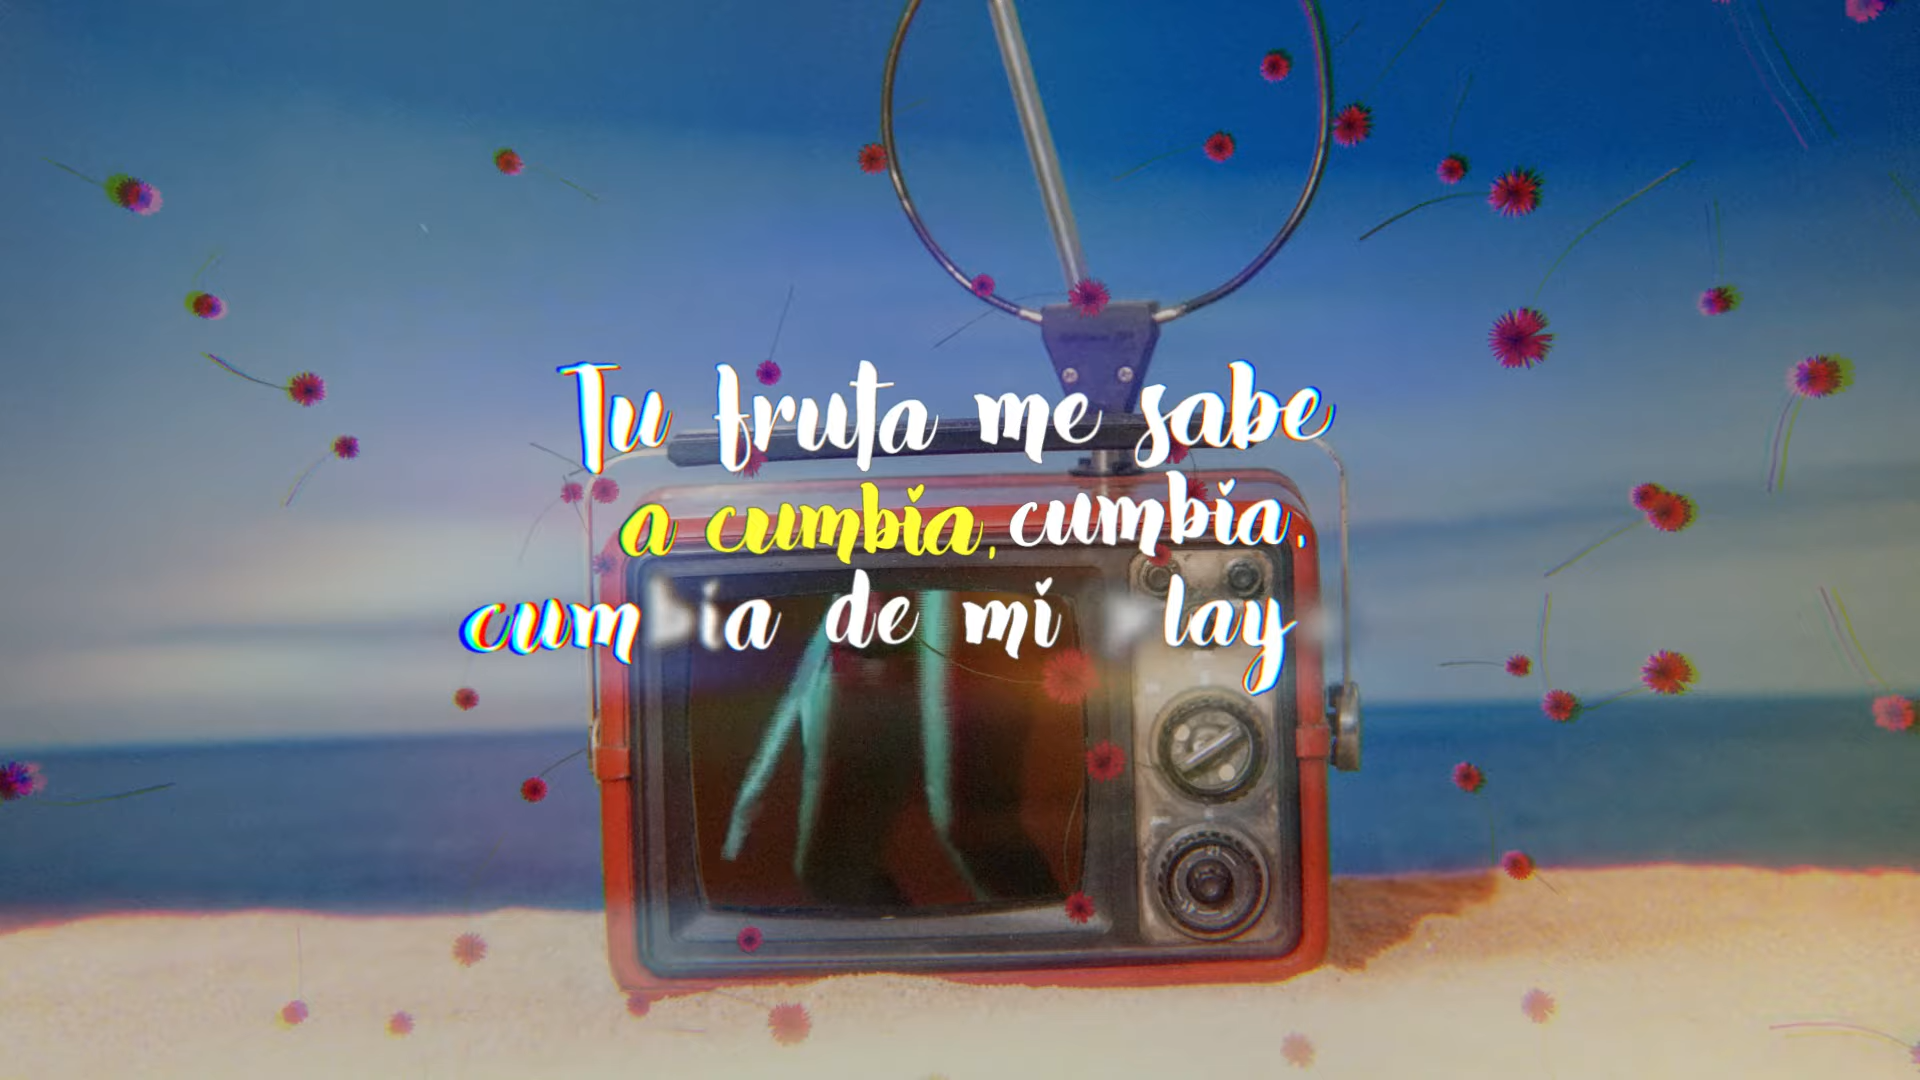 Tu fruta me sabe
a cumbia, cumbia,
cumbia de mi